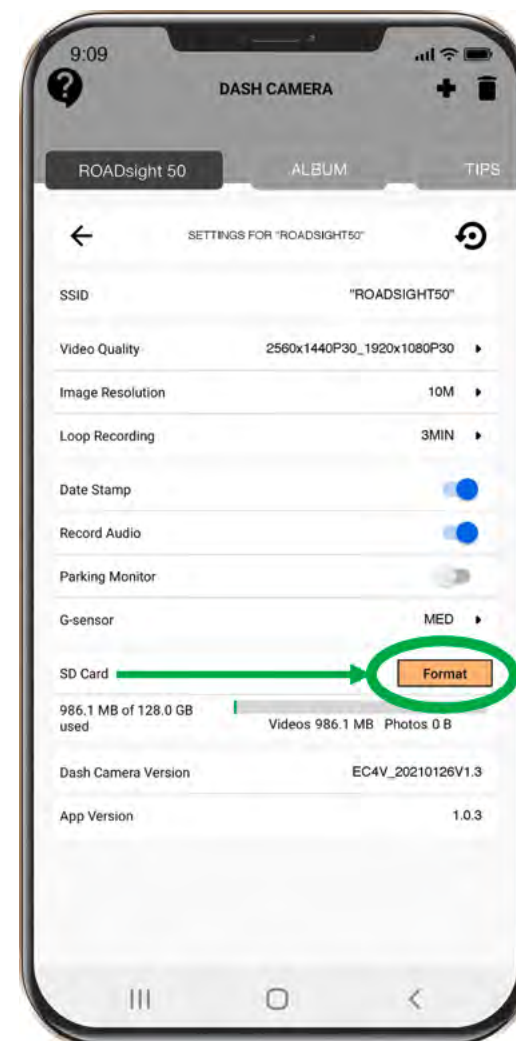 9:09
DASH CAMERA
ROADsight 50 ALBUM TIPS
SETTINGS FOR "ROADSIGHT50"
SSID "ROADSIGHT50"
Video Quality 2560x1440P30_1920x1080P30
Image Resolution 10M
Loop Recording 3MIN
Date Stamp
Record Audio
Parking Monitor
G-sensor MED
SD Card Format
986.1 MB of 128.0 GB
used Videos 986.1 MB Photos 0 B
Dash Camera Version EC4V_20210126V1.3
App Version 1.0.3